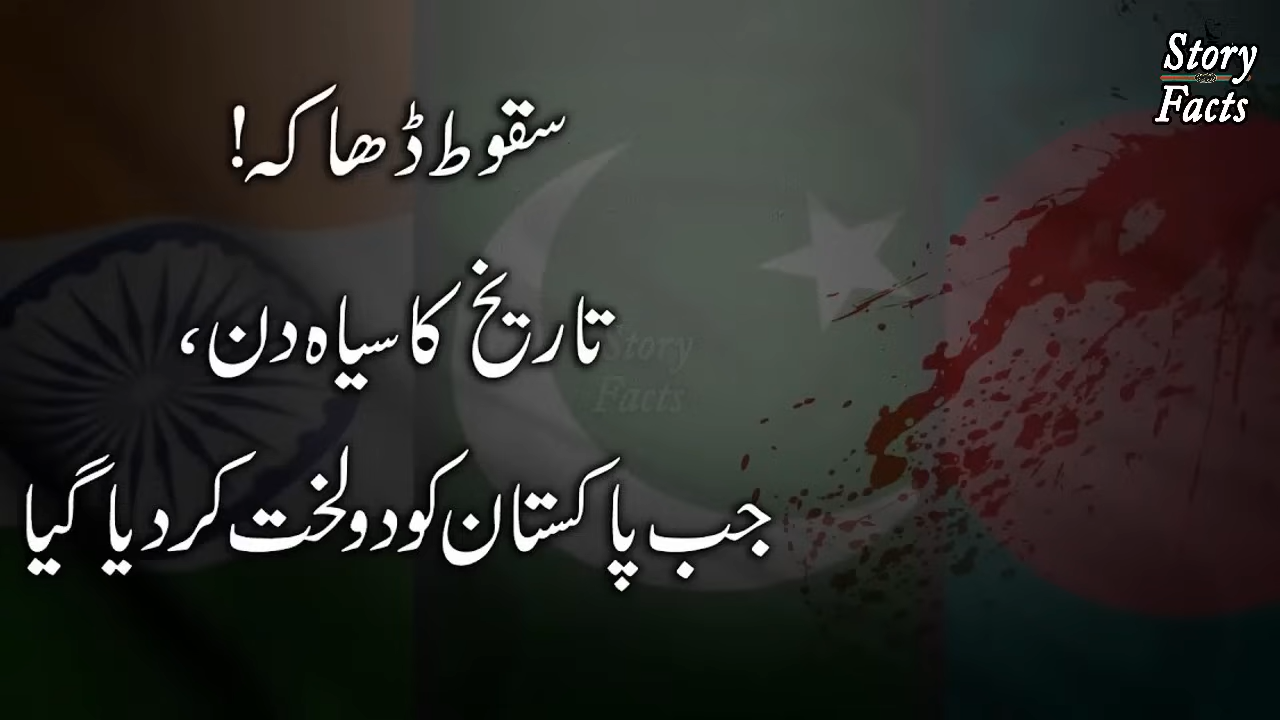 Story
Facts
سقوط ڈھاکہ!
تاریخ کا سیاہ دن،
Story
Facts
جب پاکستان کو دولخت کر دیا گیا